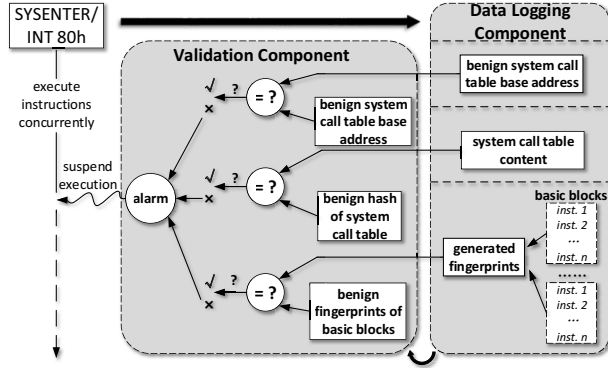 SYSENTER/
INT 80h
execute
instructions
concurrently
suspend
execution
Validation Component
alarm
√
×
?
= ?
benign system
call table base
address
√
×
?
= ?
benign hash
of system
call table
√
×
?
= ?
benign
fingerprints of
basic blocks
Data Logging
Component
benign system call
table base address
system call table
content
basic blocks
generated
fingerprints
inst. 1
inst. 2
...
inst. n
......
inst. 1
inst. 2
...
inst. n